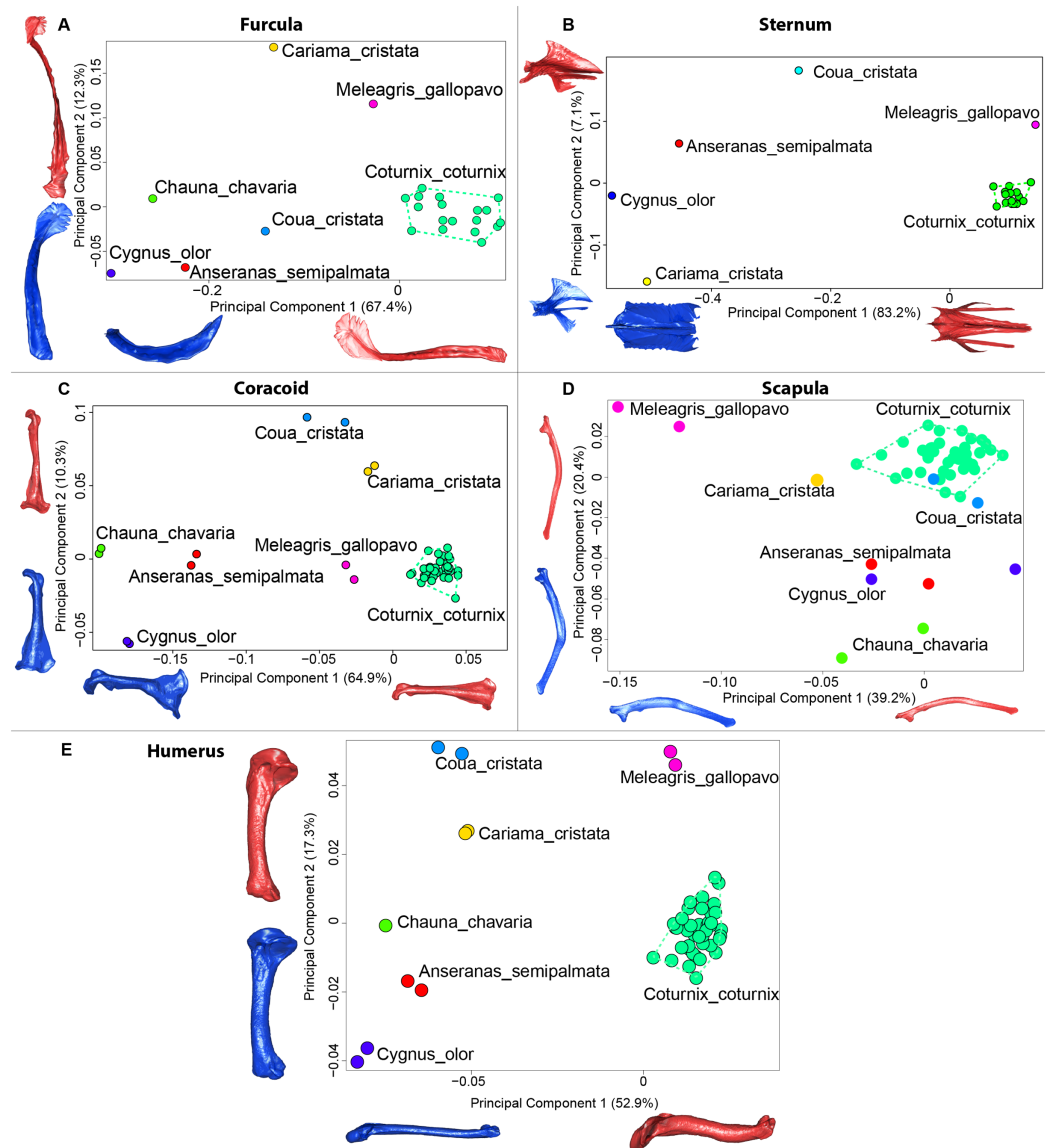 A
Furcula
Cariama_cristata
Meleagris_gallopavo
Coturnix_coturnix
Chauna_chavaria
Coua_cristata
Cygnus_olor
Anseranas_semipalmata
Principal Component 2 (12.3%)
0.15
0.10
0.05
0
−0.05
−0.2
0
Principal Component 1 (67.4%)
B
Sternum
Coua_cristata
Meleagris_gallopavo
Anseranas_semipalmata
Cygnus_olor
Coturnix_coturnix
Cariama_cristata
Principal Component 2 (7.1%)
0.1
0
−0.1
−0.4
−0.2
0
Principal Component 1 (83.2%)
C
Coracoid
Coua_cristata
Cariama_cristata
Chauna_chavaria
Meleagris_gallopavo
Anseranas_semipalmata
Coturnix_coturnix
Cygnus_olor
Principal Component 2 (10.3%)
0.1
0.05
0
−0.05
−0.15
−0.1
−0.05
0
0.05
Principal Component 1 (64.9%)
D
Scapula
Meleagris_gallopavo
Coturnix_coturnix
Cariama_cristata
Coua_cristata
Anseranas_semipalmata
Cygnus_olor
Chauna_chavaria
Principal Component 2 (20.4%)
0.02
0
−0.02
−0.04
−0.06
−0.08
−0.15
−0.10
−0.05
0
Principal Component 1 (39.2%)
E
Humerus
Coua_cristata
Meleagris_gallopavo
Cariama_cristata
Chauna_chavaria
Anseranas_semipalmata
Coturnix_coturnix
Cygnus_olor
Principal Component 2 (17.3%)
0.04
0.02
0
−0.02
−0.04
−0.05
0
Principal Component 1 (52.9%)